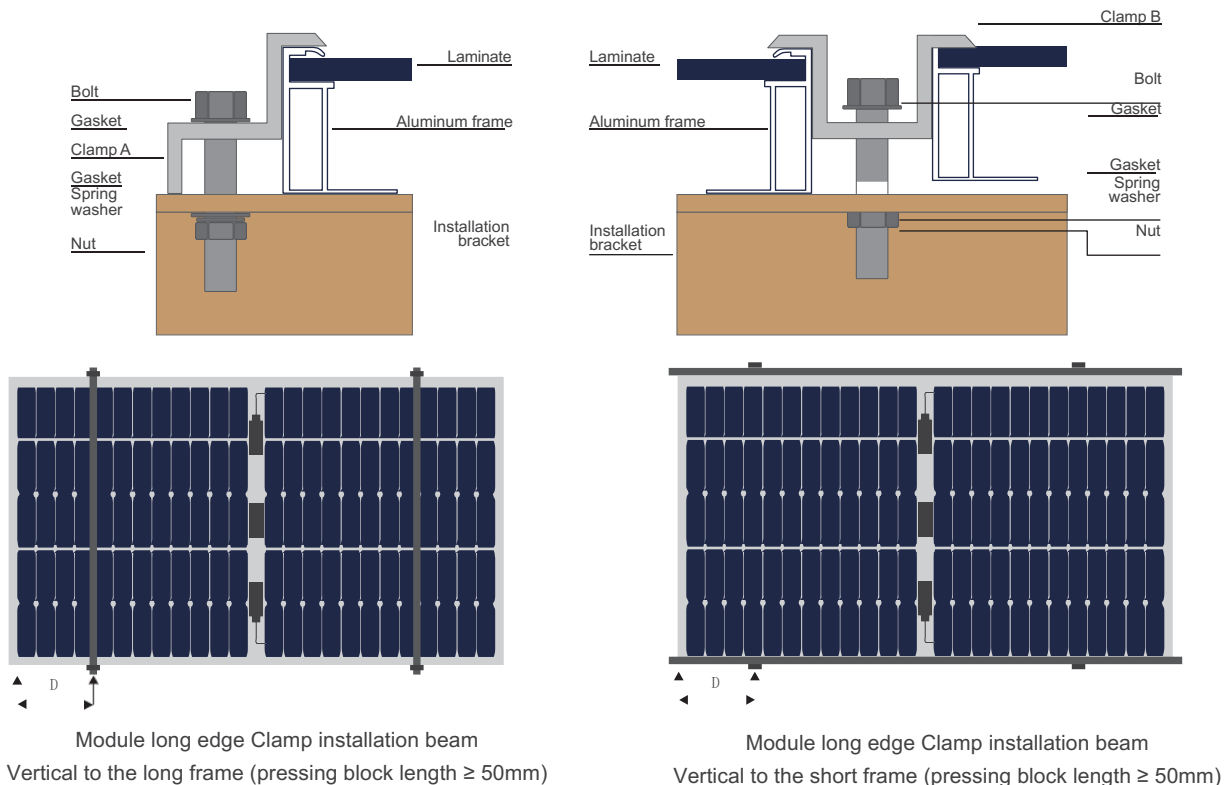 Bolt
Gasket
Clamp A
Gasket
Spring
washer
Nut
Laminate
Aluminum frame
Installation
bracket
Laminate
Aluminum frame
Installation
bracket
Clamp B
Bolt
Gasket
Gasket
Spring
washer
Nut
D
D
Module long edge Clamp installation beam
Vertical to the long frame (pressing block length ≥ 50mm)
Module long edge Clamp installation beam
Vertical to the short frame (pressing block length ≥ 50mm)